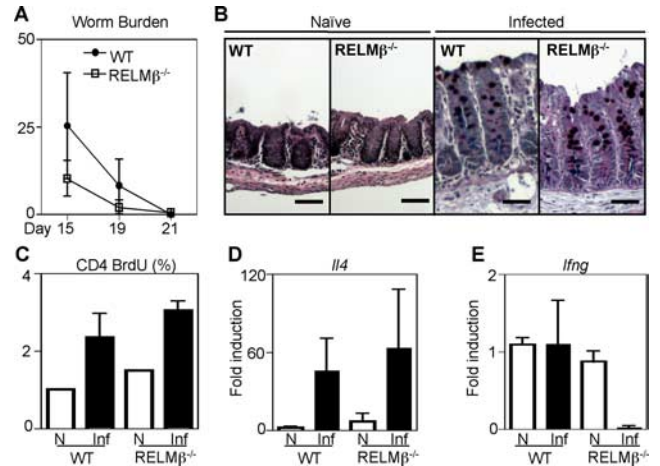 A Worm Burden
50
25
0
WT
RELMβ-/-
Day 15 19 21
B Naïve Infected
WT RELMβ-/- WT RELMβ-/-
C CD4 BrdU (%)
4
2
0
N Inf N Inf
WT RELMβ-/-
D Il4
Fold induction
120
60
0
N Inf N Inf
WT RELMβ-/-
E Ifng
Fold induction
2
1
0
N Inf N Inf
WT RELMβ-/-